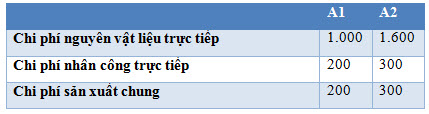 A1 A2
Chi phí nguyên vật liệu trực tiếp 1.000 1.600
Chi phí nhân công trực tiếp 200 300
Chi phí sản xuất chung 200 300